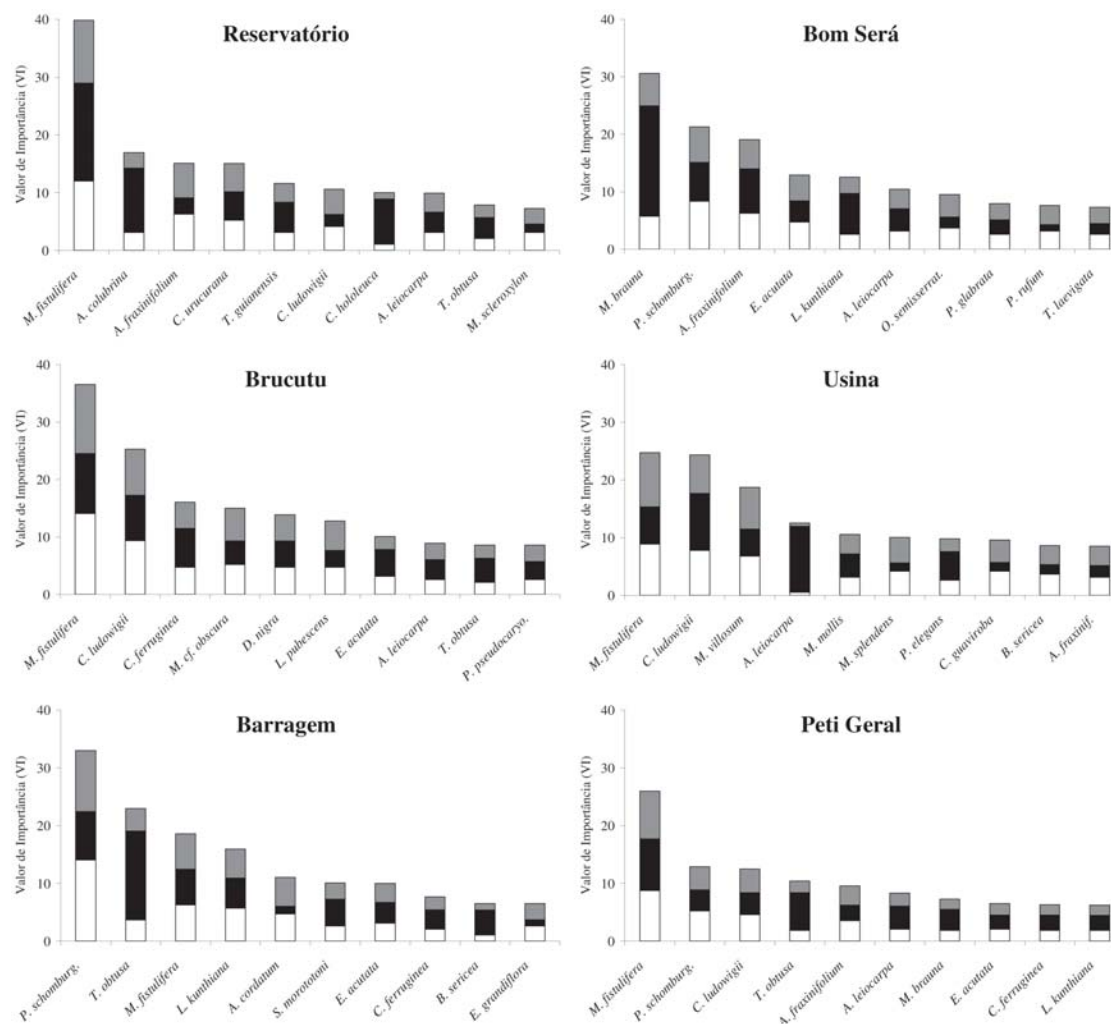 Reservatório
Valor de Importância (VI)
40
30
20
10
0
M. fistulifera
A. colubrina
A. fraxinifolium
C. urucurana
T. guianensis
C. ludowigii
C. hololeuca
A. leiocarpa
T. obtusa
M. scleroxylon
Bom Será
Valor de Importância (VI)
40
30
20
10
0
M. brauna
P. schomburg.
A. fraxinifolium
E. acutata
L. kunthiana
A. leiocarpa
O. semisserrat.
P. glabrata
P. rufum
T. laevigata
Brucutu
Valor de Importância (VI)
40
30
20
10
0
M. fistulifera
C. ludowigii
C. ferruginea
M. cf. obscura
D. nigra
L. pubescens
E. acutata
A. leiocarpa
T. obtusa
P. pseudocaryo.
Usina
Valor de Importância (VI)
40
30
20
10
0
M. fistulifera
C. ludowigii
M. villosum
A. leiocarpa
M. mollis
M. splendens
P. elegans
C. guaviroba
B. sericea
A. fraxinif.
Barragem
Valor de Importância (VI)
40
30
20
10
0
P. schomburg.
T. obtusa
M. fistulifera
L. kunthiana
A. cordatum
S. morototoni
E. acutata
C. ferruginea
B. sericea
E. grandiflora
Peti Geral
Valor de Importância (VI)
40
30
20
10
0
M. fistulifera
P. schomburg.
C. ludowigii
T. obtusa
A. fraxinifolium
A. leiocarpa
M. brauna
E. acutata
C. ferruginea
L. kunthiana